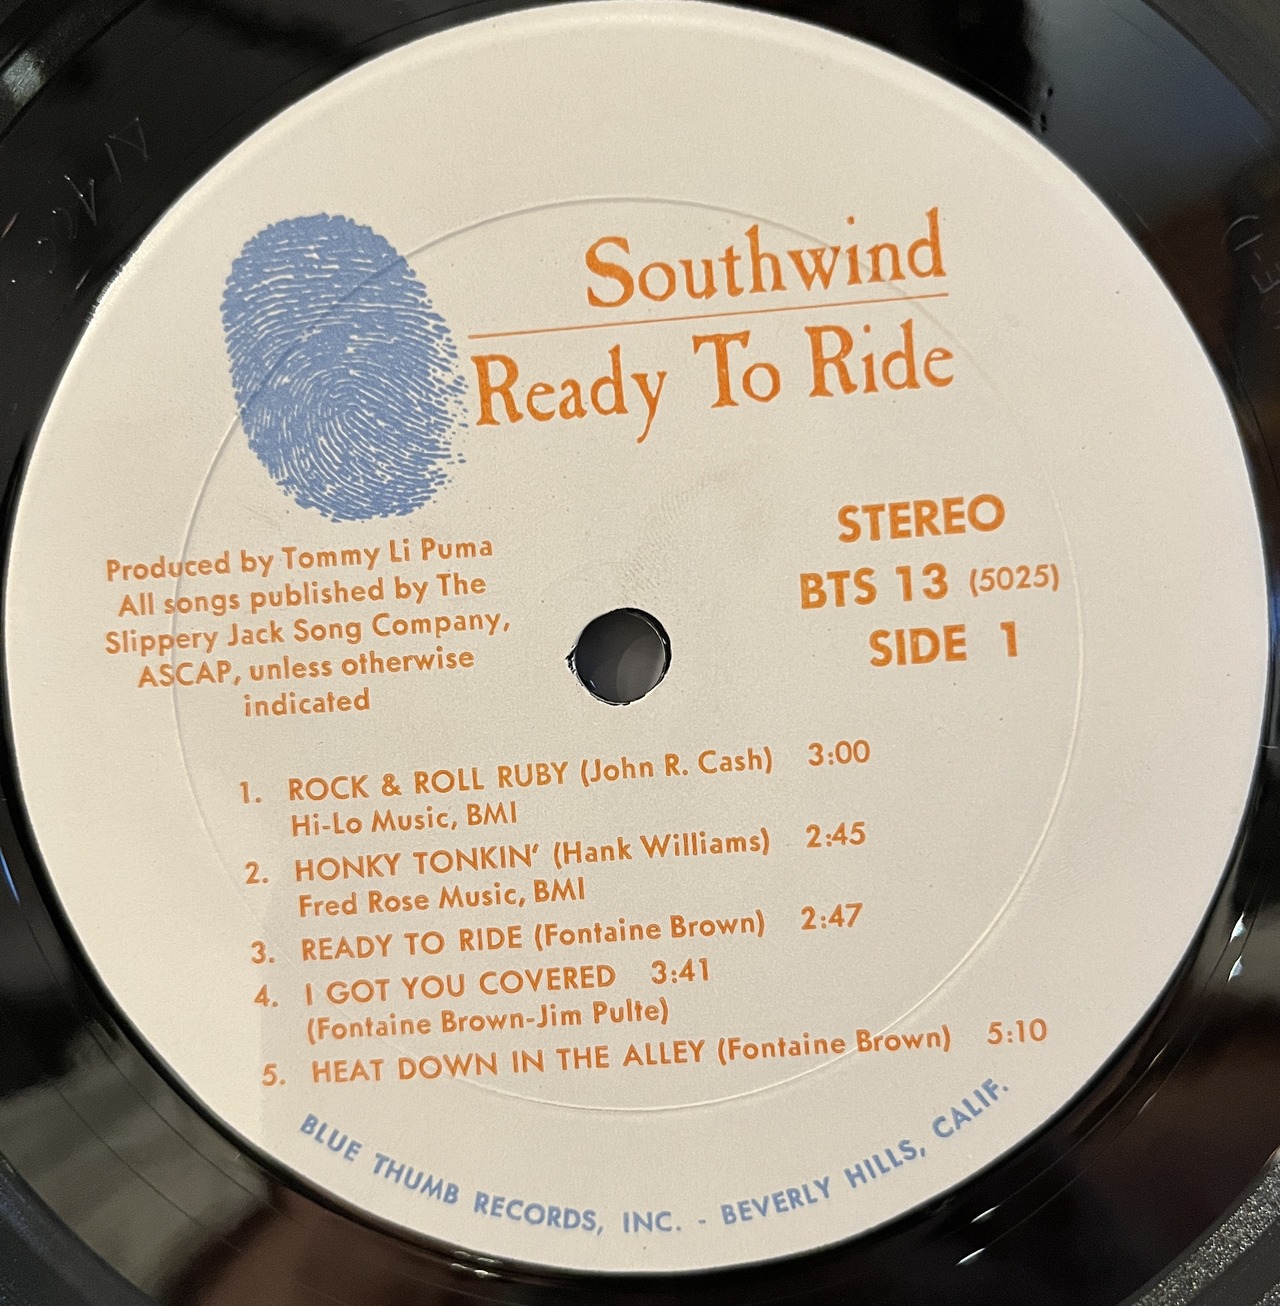 Southwind
Ready To Ride
STEREO
BTS 13 (5025)
SIDE 1
Produced by Tommy Li Puma
All songs published by The
Slippery Jack Song Company,
ASCAP, unless otherwise
indicated
1. ROCK & ROLL RUBY (John R. Cash) 3:00
Hi-Lo Music, BMI
2. HONKY TONKIN' (Hank Williams) 2:45
Fred Rose Music, BMI
3. READY TO RIDE (Fontaine Brown) 2:47
4. I GOT YOU COVERED 3:41
(Fontaine Brown-Jim Pulte)
5. HEAT DOWN IN THE ALLEY (Fontaine Brown) 5:10
BLUE THUMB RECORDS, INC. - BEVERLY HILLS, CALIF.